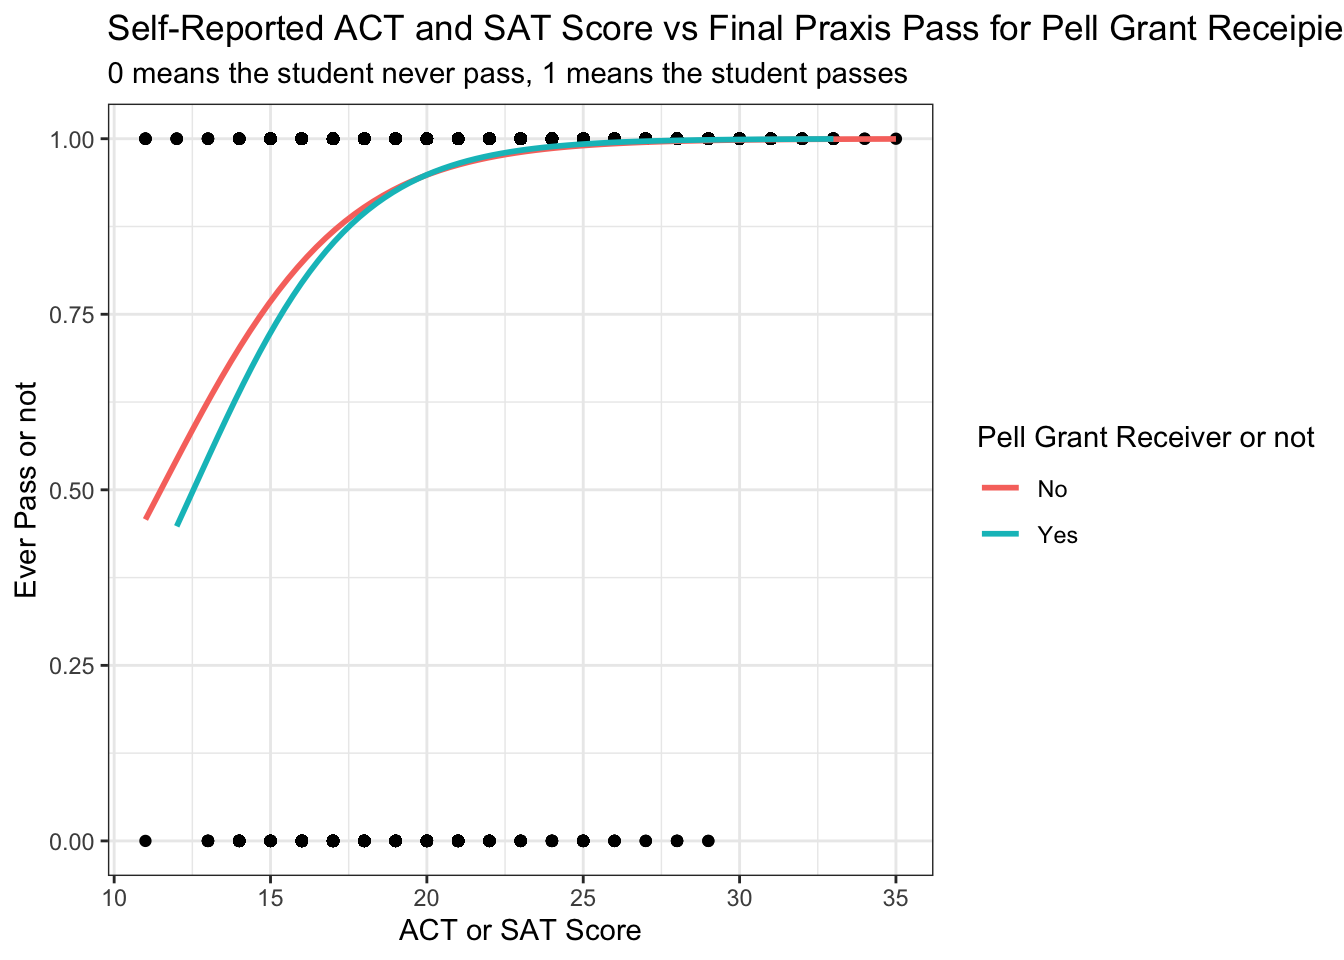 Self-Reported ACT and SAT Score vs Final Praxis Pass for Pell Grant Receipie
0 means the student never pass, 1 means the student passes
1.00
0.75
0.50
0.25
0.00
Ever Pass or not
10 15 20 25 30 35
ACT or SAT Score
Pell Grant Receiver or not
No
Yes